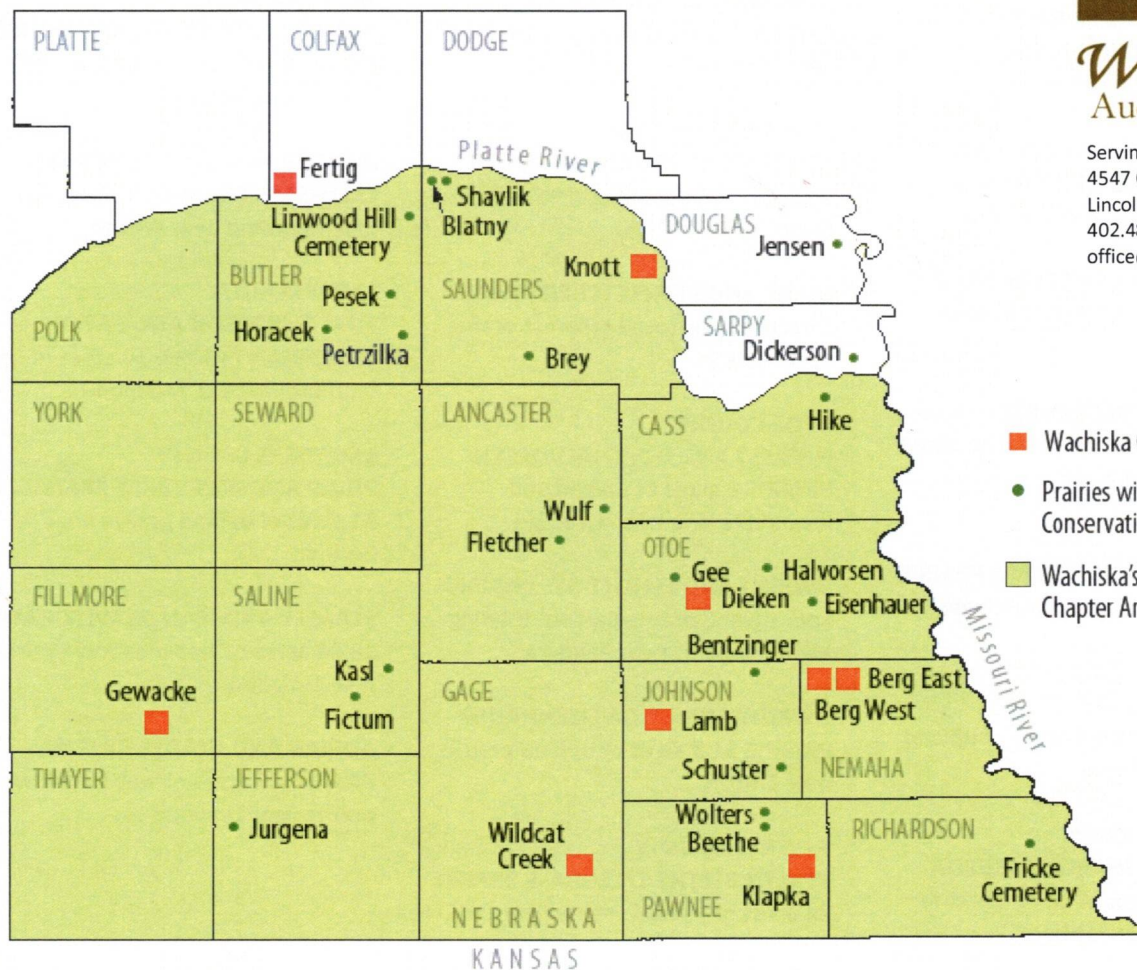 PLATTE
COLFAX
DODGE
Platte River
Fertig
Shavlik
Blatny
Linwood Hill
Cemetery
DOUGLAS
Jensen
Knott
BUTLER
SAUNDERS
Pesek
POLK
Horacek
Petrzilka
Brey
SARPY
Dickerson
YORK
SEWARD
LANCASTER
CASS
Hike
Wulf
Fletcher
OTOE
Gee
Halvorsen
Dieken
Eisenhauer
Bentzinger
FILLMORE
SALINE
Missouri River
Gewacke
Kasl
Fictum
GAGE
JOHNSON
Lamb
Berg East
Berg West
Schuster
NEMAHA
THAYER
JEFFERSON
Jurgena
Wildcat
Creek
Wolters
Beethe
Klapka
RICHARDSON
Fricke
Cemetery
PAWNEE
NEBRASKA
KANSAS
W
Au
Servin
4547
Lincol
402.48
office
Wachiska
Prairies wi
Conservati
Wachiska's
Chapter Ar